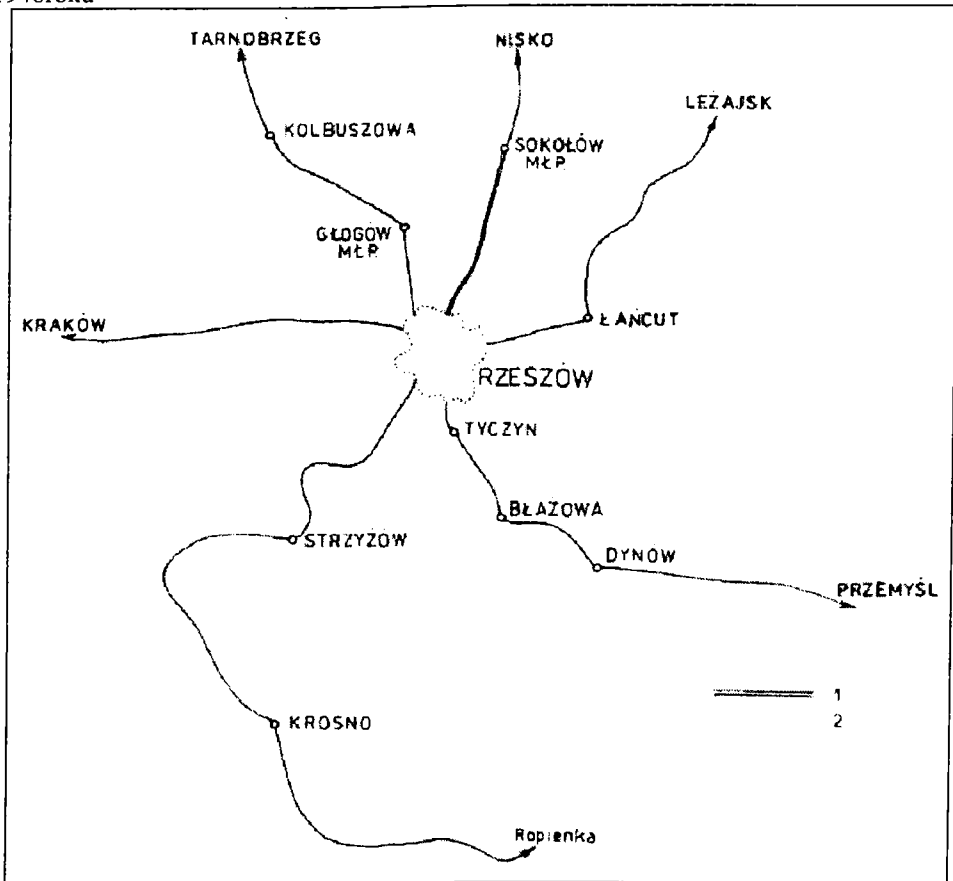 TARNOBRZEG
NISKO
LEŻAJSK
KOLBUSZOWA
SOKOŁÓW
MŁP.
GŁOGÓW
MŁP.
KRAKÓW
ŁAŃCUT
RZESZÓW
TYCZYN
BŁAŻOWA
STRZYŻÓW
DYNÓW
PRZEMYŚL
1
2
KROSNO
Ropienka